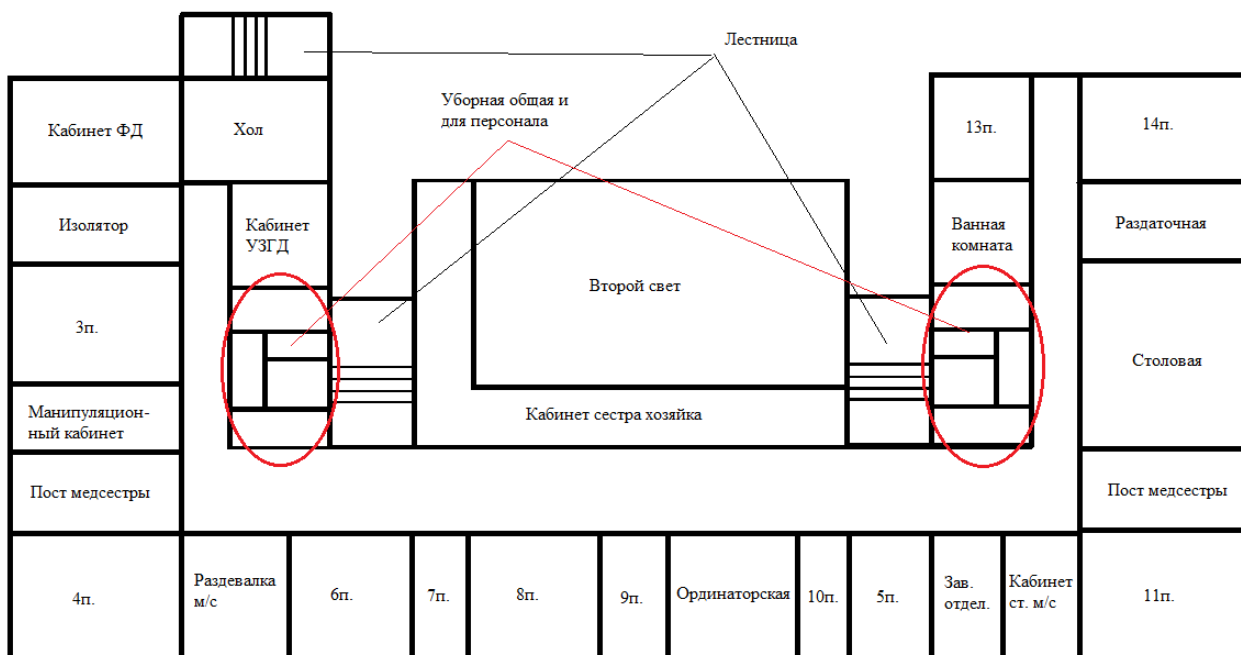 Лестница
Уборная общая и
для персонала
Кабинет ФД
Хол
13п.
14п.
Изолятор
Кабинет
УЗГД
Ванная
комната
Раздаточная
Второй свет
3п.
Столовая
Манипуляцион-
ный кабинет
Кабинет сестра хозяйка
Пост медсестры
Пост медсестры
4п.
Раздевалка
м/с
6п.
7п.
8п.
9п.
Ординаторская
10п.
5п.
Зав.
отдел.
Кабинет
ст. м/с
11п.